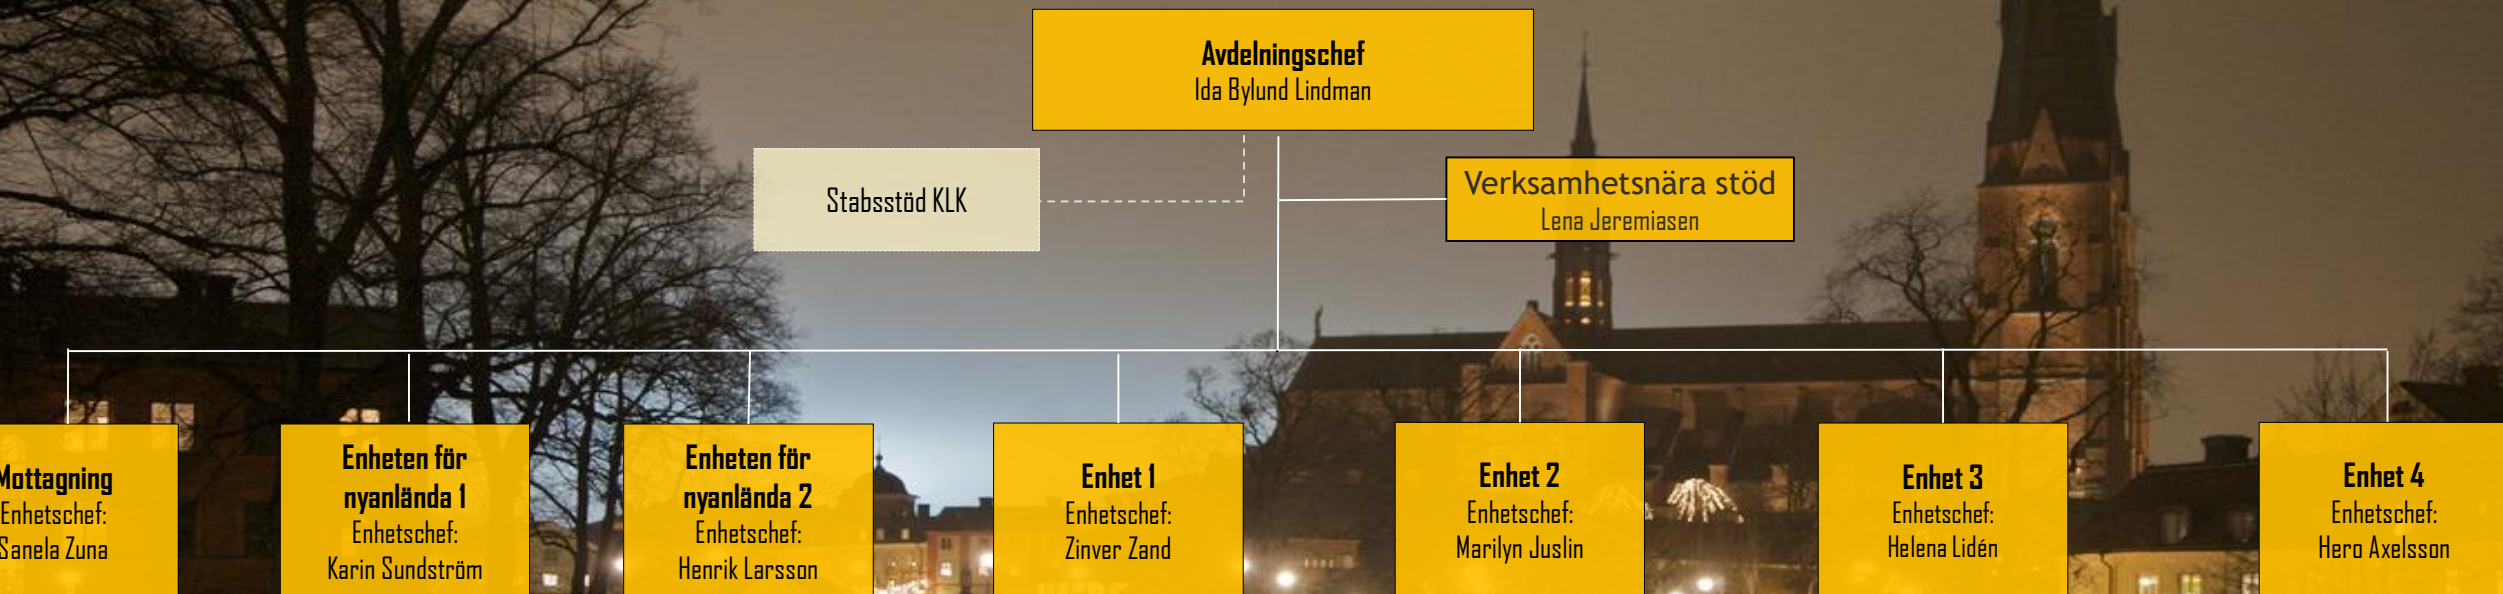 Avdelningschef
Ida Bylund Lindman
Stabsstöd KLK
Verksamhetsnära stöd
Lena Jeremiasen
Mottagning
Enhetschef:
Sanela Zuna
Enheten för
nyanlända 1
Enhetschef:
Karin Sundström
Enheten för
nyanlända 2
Enhetschef:
Henrik Larsson
Enhet 1
Enhetschef:
Zinver Zand
Enhet 2
Enhetschef:
Marilyn Juslin
Enhet 3
Enhetschef:
Helena Lidén
Enhet 4
Enhetschef:
Hero Axelsson